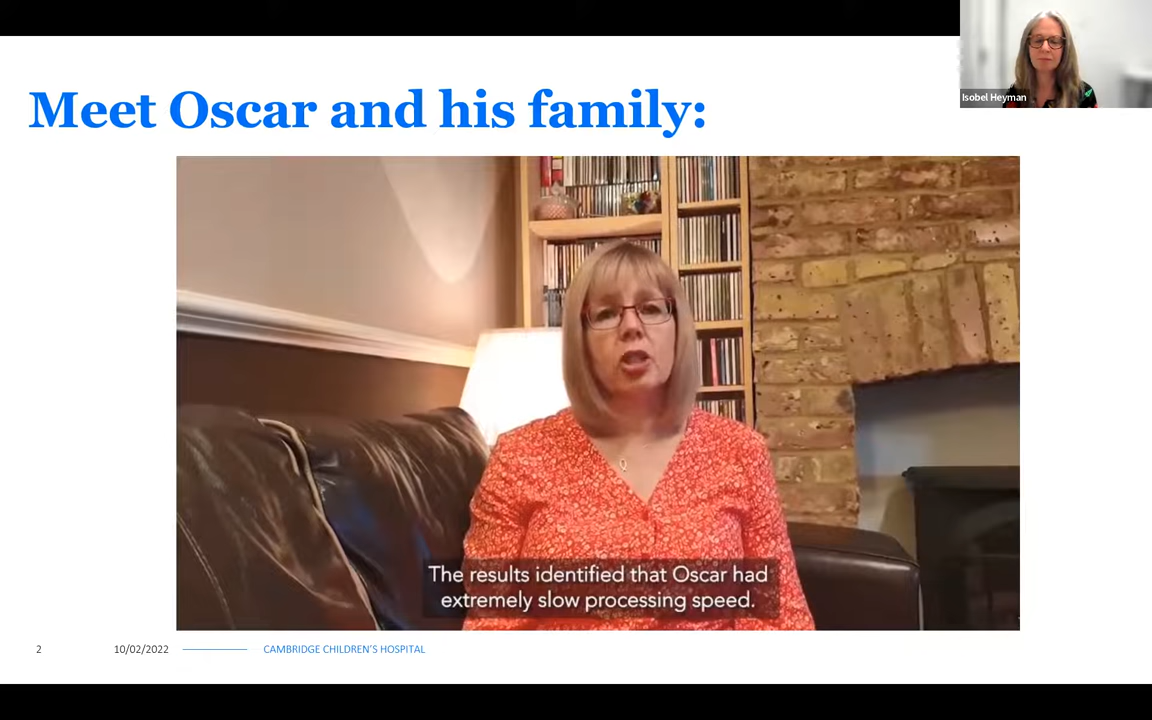 Meet Oscar and his family:
Isobel Heyman
The results identified that Oscar had
extremely slow processing speed.
2
10/02/2022
CAMBRIDGE CHILDREN'S HOSPITAL